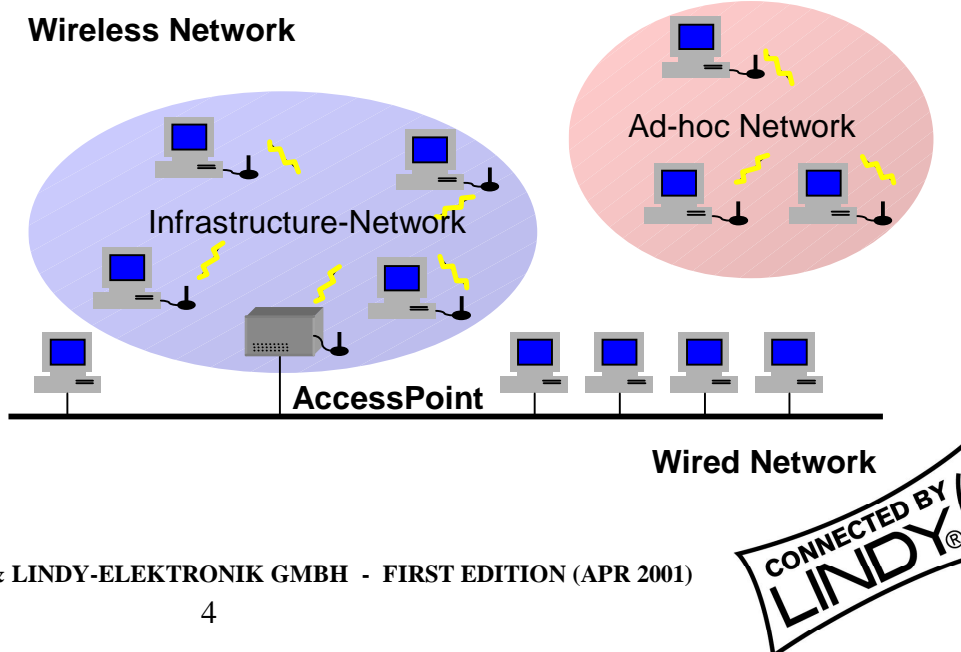 Wireless Network
Ad-hoc Network
Infrastructure-Network
AccessPoint
Wired Network
CONNECTED BY
LINDY®
& LINDY-ELEKTRONIK GMBH - FIRST EDITION (APR 2001)
4